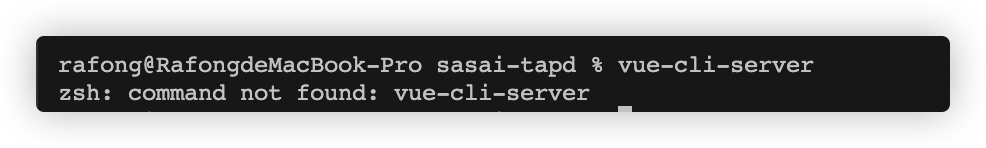 rafong@RafongdeMacBook-Pro sasai-tapd % vue-cli-server
zsh: command not found: vue-cli-server